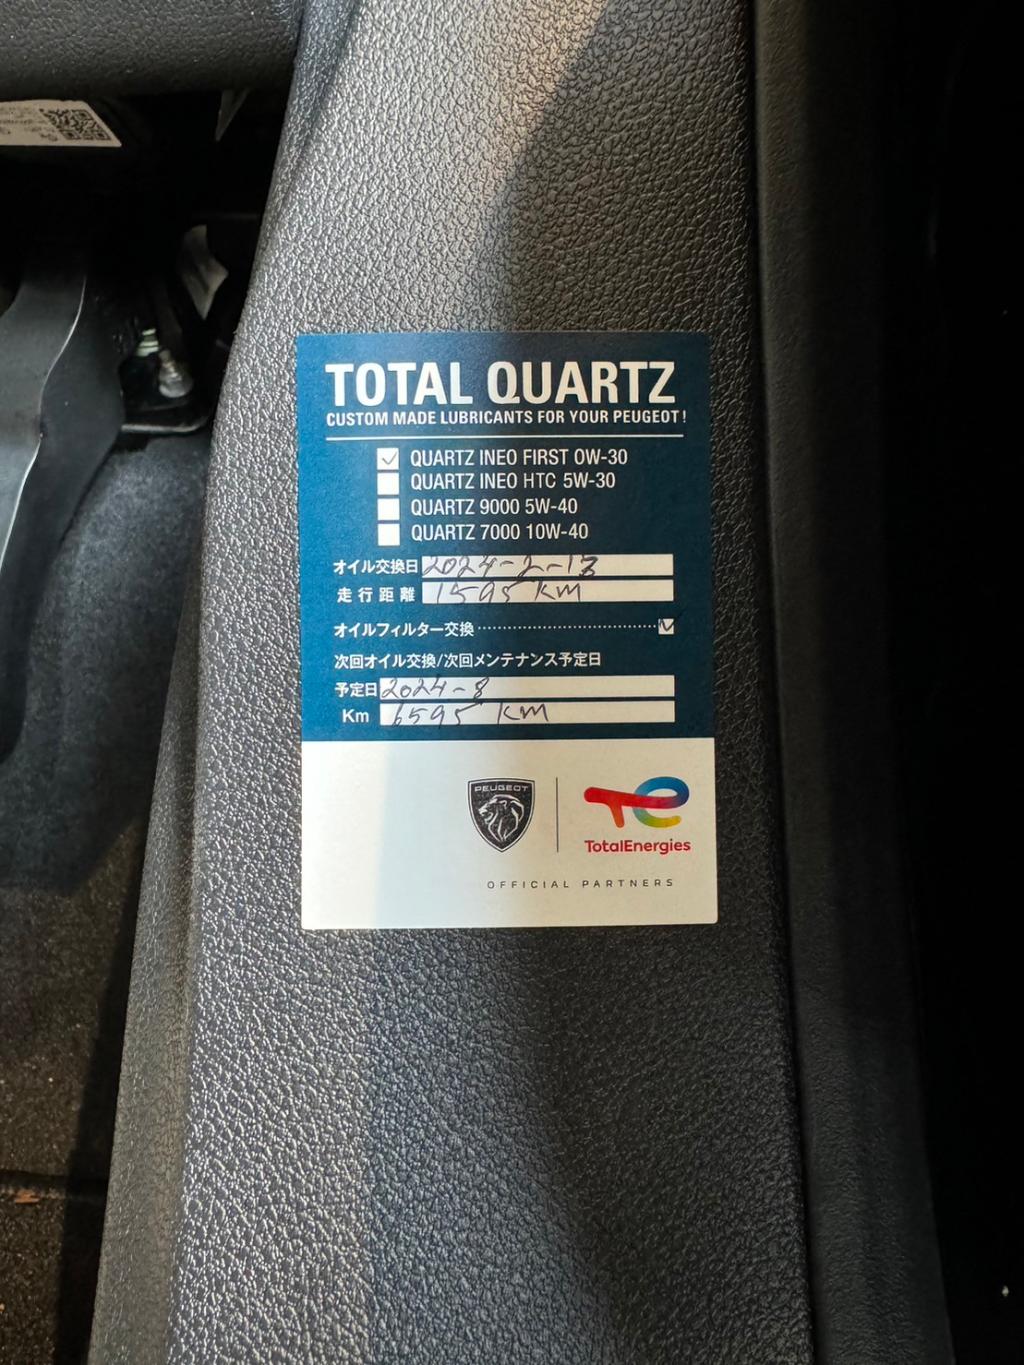 TOTAL QUARTZ
CUSTOM MADE LUBRICANTS FOR YOUR PEUGEOT!
QUARTZ INEO FIRST 0W-30
QUARTZ INEO HTC 5W-30
QUARTZ 9000 5W-40
QUARTZ 7000 10W-40
オイル交換日 2024-2-13
走行距離 1595 KM
オイルフィルター交換
次回オイル交換/次回メンテナンス予定日
予定日 2024-8
Km 6595 KM
PEUGEOT
TotalEnergies
OFFICIAL PARTNERS